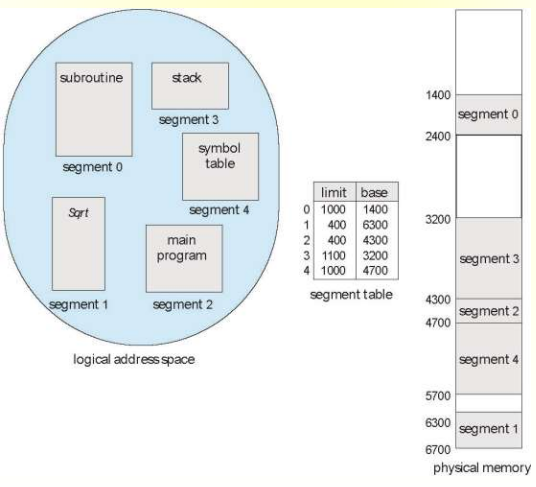 subroutine
stack
segment 3
segment 0
symbol
table
segment 4
Sqrt
main
program
segment 1
segment 2
logical address space
limit base
0 1000 1400
1 400 6300
2 400 4300
3 1100 3200
4 1000 4700
segment table
1400
segment 0
2400
3200
segment 3
4300
segment 2
4700
segment 4
5700
6300
segment 1
6700
physical memory